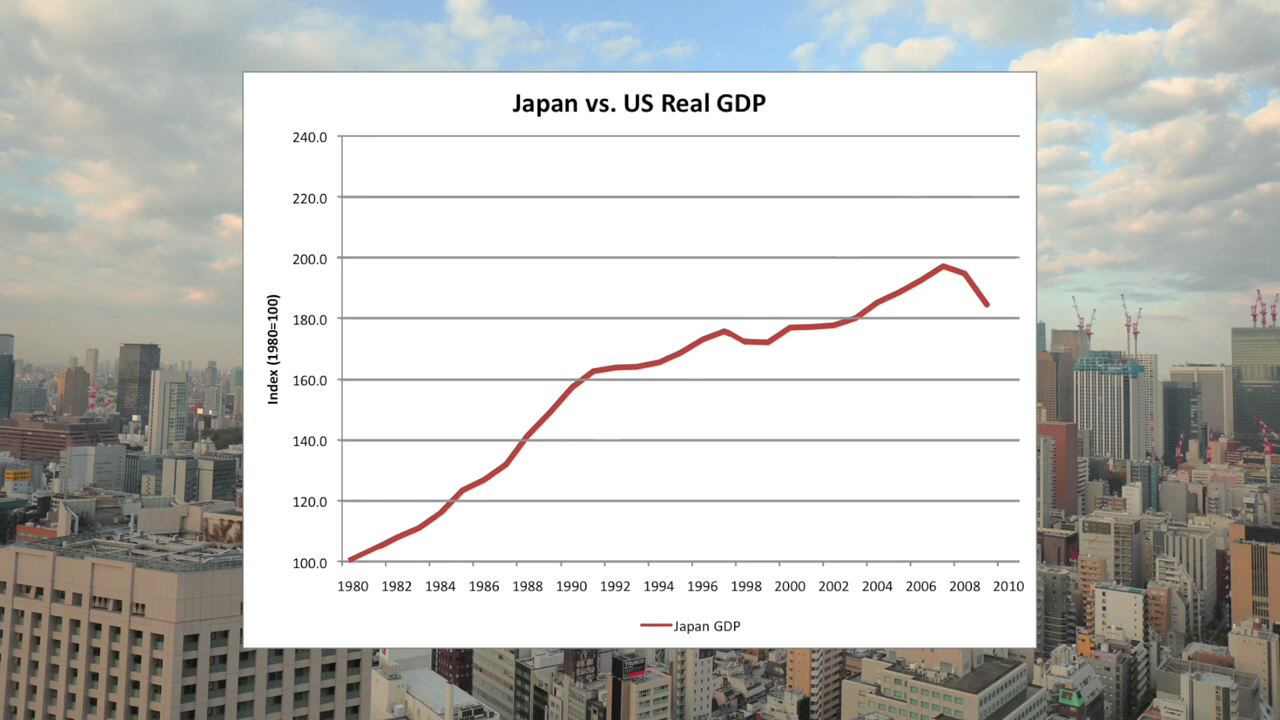 Japan vs. US Real GDP
240.0
220.0
200.0
180.0
160.0
140.0
120.0
100.0
Index (1980=100)
1980 1982 1984 1986 1988 1990 1992 1994 1996 1998 2000 2002 2004 2006 2008 2010
Japan GDP
TRUSCO